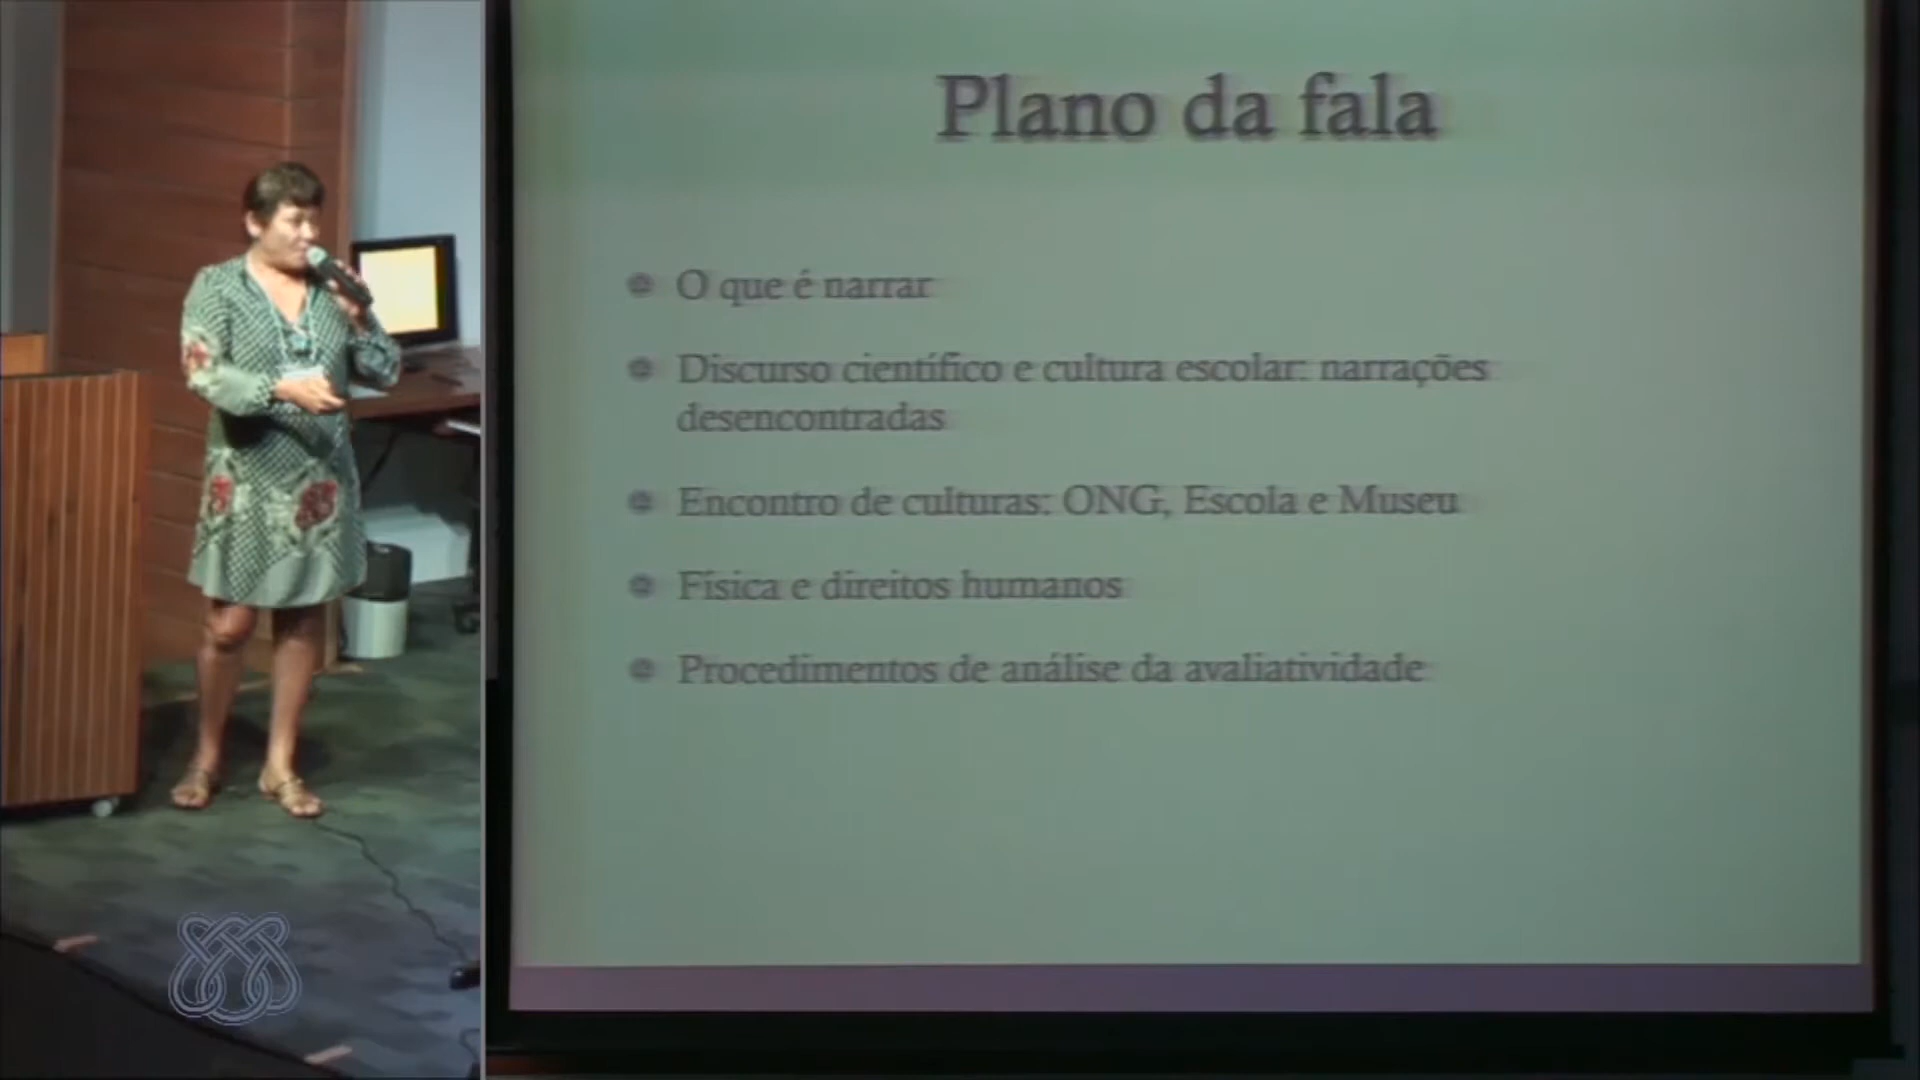 Plano da fala
O que é narrar
Discurso científico e cultura escolar: narrações
desencontradas
Encontro de culturas: ONG, Escola e Museu
Física e direitos humanos
Procedimentos de análise da avaliatividade